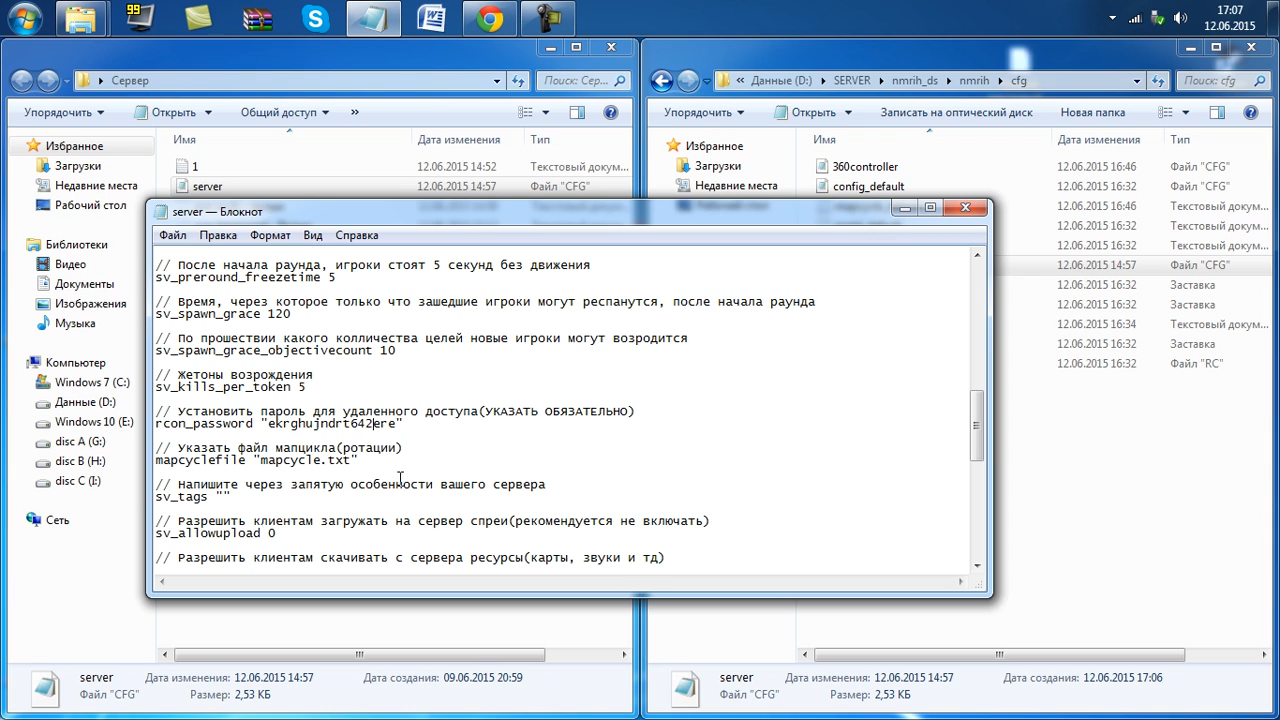 99
17:07
12.06.2015
Сервер
Поиск: Сер...
Упорядочить
Открыть
Общий доступ
»
Имя
Дата изменения
Тип
Избранное
Загрузки
Недавние места
Рабочий стол
Библиотеки
Видео
Документы
Изображения
Музыка
Компьютер
Windows 7 (C:)
Данные (D:)
Windows 10 (E:)
disc A (G:)
disc B (H:)
disc C (I:)
Сеть
1 12.06.2015 14:52 Текстовый докум...
server 12.06.2015 14:57 Файл "CFG"
server
Дата изменения: 12.06.2015 14:57
Дата создания: 09.06.2015 20:59
Файл "CFG"
Размер: 2,53 КБ
« Данные (D:) ▸ SERVER ▸ nmrih_ds ▸ nmrih ▸ cfg
Поиск: cfg
Упорядочить
Открыть
Записать на оптический диск
Новая папка
Имя
Дата изменения
Тип
Избранное
Загрузки
Недавние места
360controller 12.06.2015 16:46 Файл "CFG"
config_default 12.06.2015 16:32 Файл "CFG"
12.06.2015 16:32 Текстовый докум...
12.06.2015 16:32 Текстовый докум...
12.06.2015 16:32 Текстовый докум...
12.06.2015 14:57 Файл "CFG"
12.06.2015 16:32 Заставка
12.06.2015 16:32 Заставка
12.06.2015 16:34 Текстовый докум...
12.06.2015 16:32 Заставка
12.06.2015 16:32 Файл "RC"
server
Дата изменения: 12.06.2015 14:57
Дата создания: 12.06.2015 17:06
Файл "CFG"
Размер: 2,53 КБ
server — Блокнот
Файл Правка Формат Вид Справка
// После начала раунда, игроки стоят 5 секунд без движения
sv_preround_freezetime 5
// Время, через которое только что зашедшие игроки могут респанутся, после начала раунда
sv_spawn_grace 120
// По прошествии какого колличества целей новые игроки могут возродится
sv_spawn_grace_objectivecount 10
// Жетоны возрождения
sv_kills_per_token 5
// Установить пароль для удаленного доступа(УКАЗАТЬ ОБЯЗАТЕЛЬНО)
rcon_password "ekrghujndrt642ere"
// Указать файл мапцикла(ротации)
mapcyclefile "mapcycle.txt"
// Напишите через запятую особенности вашего сервера
sv_tags ""
// Разрешить клиентам загружать на сервер спреи(рекомендуется не включать)
sv_allowupload 0
// Разрешить клиентам скачивать с сервера ресурсы(карты, звуки и тд)